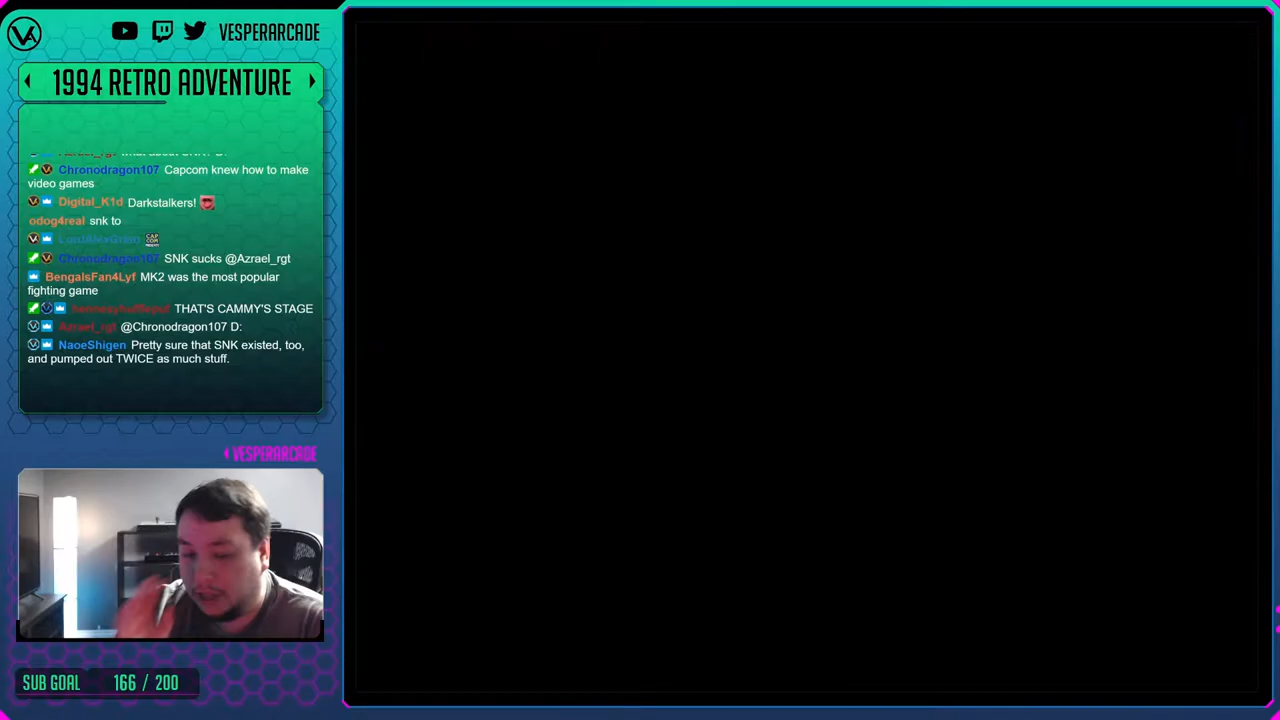 VESPERARCADE
1994 RETRO ADVENTURE
Chronodragon107 Capcom knew how to make
video games
Digital_K1d Darkstalkers!
odog4real snk to
Chronodragon107 SNK sucks @Azrael_rgt
BengalsFan4Lyf MK2 was the most popular
fighting game
THAT'S CAMMY'S STAGE
Azrael_rgt @Chronodragon107 D:
NaoeShigen Pretty sure that SNK existed, too,
and pumped out TWICE as much stuff.
VESPERARCADE
SUB GOAL 166 / 200